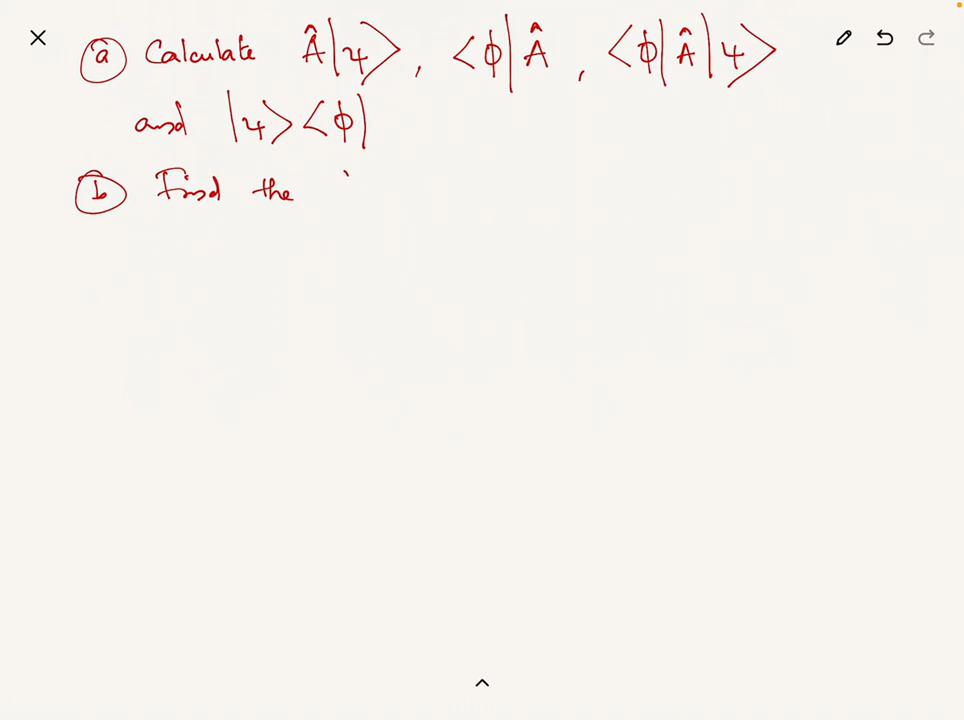 ⓐ Calculate Â|ψ>, <ϕ|Â, <ϕ|Â|ψ>
and |ψ><ϕ|
ⓑ Find the